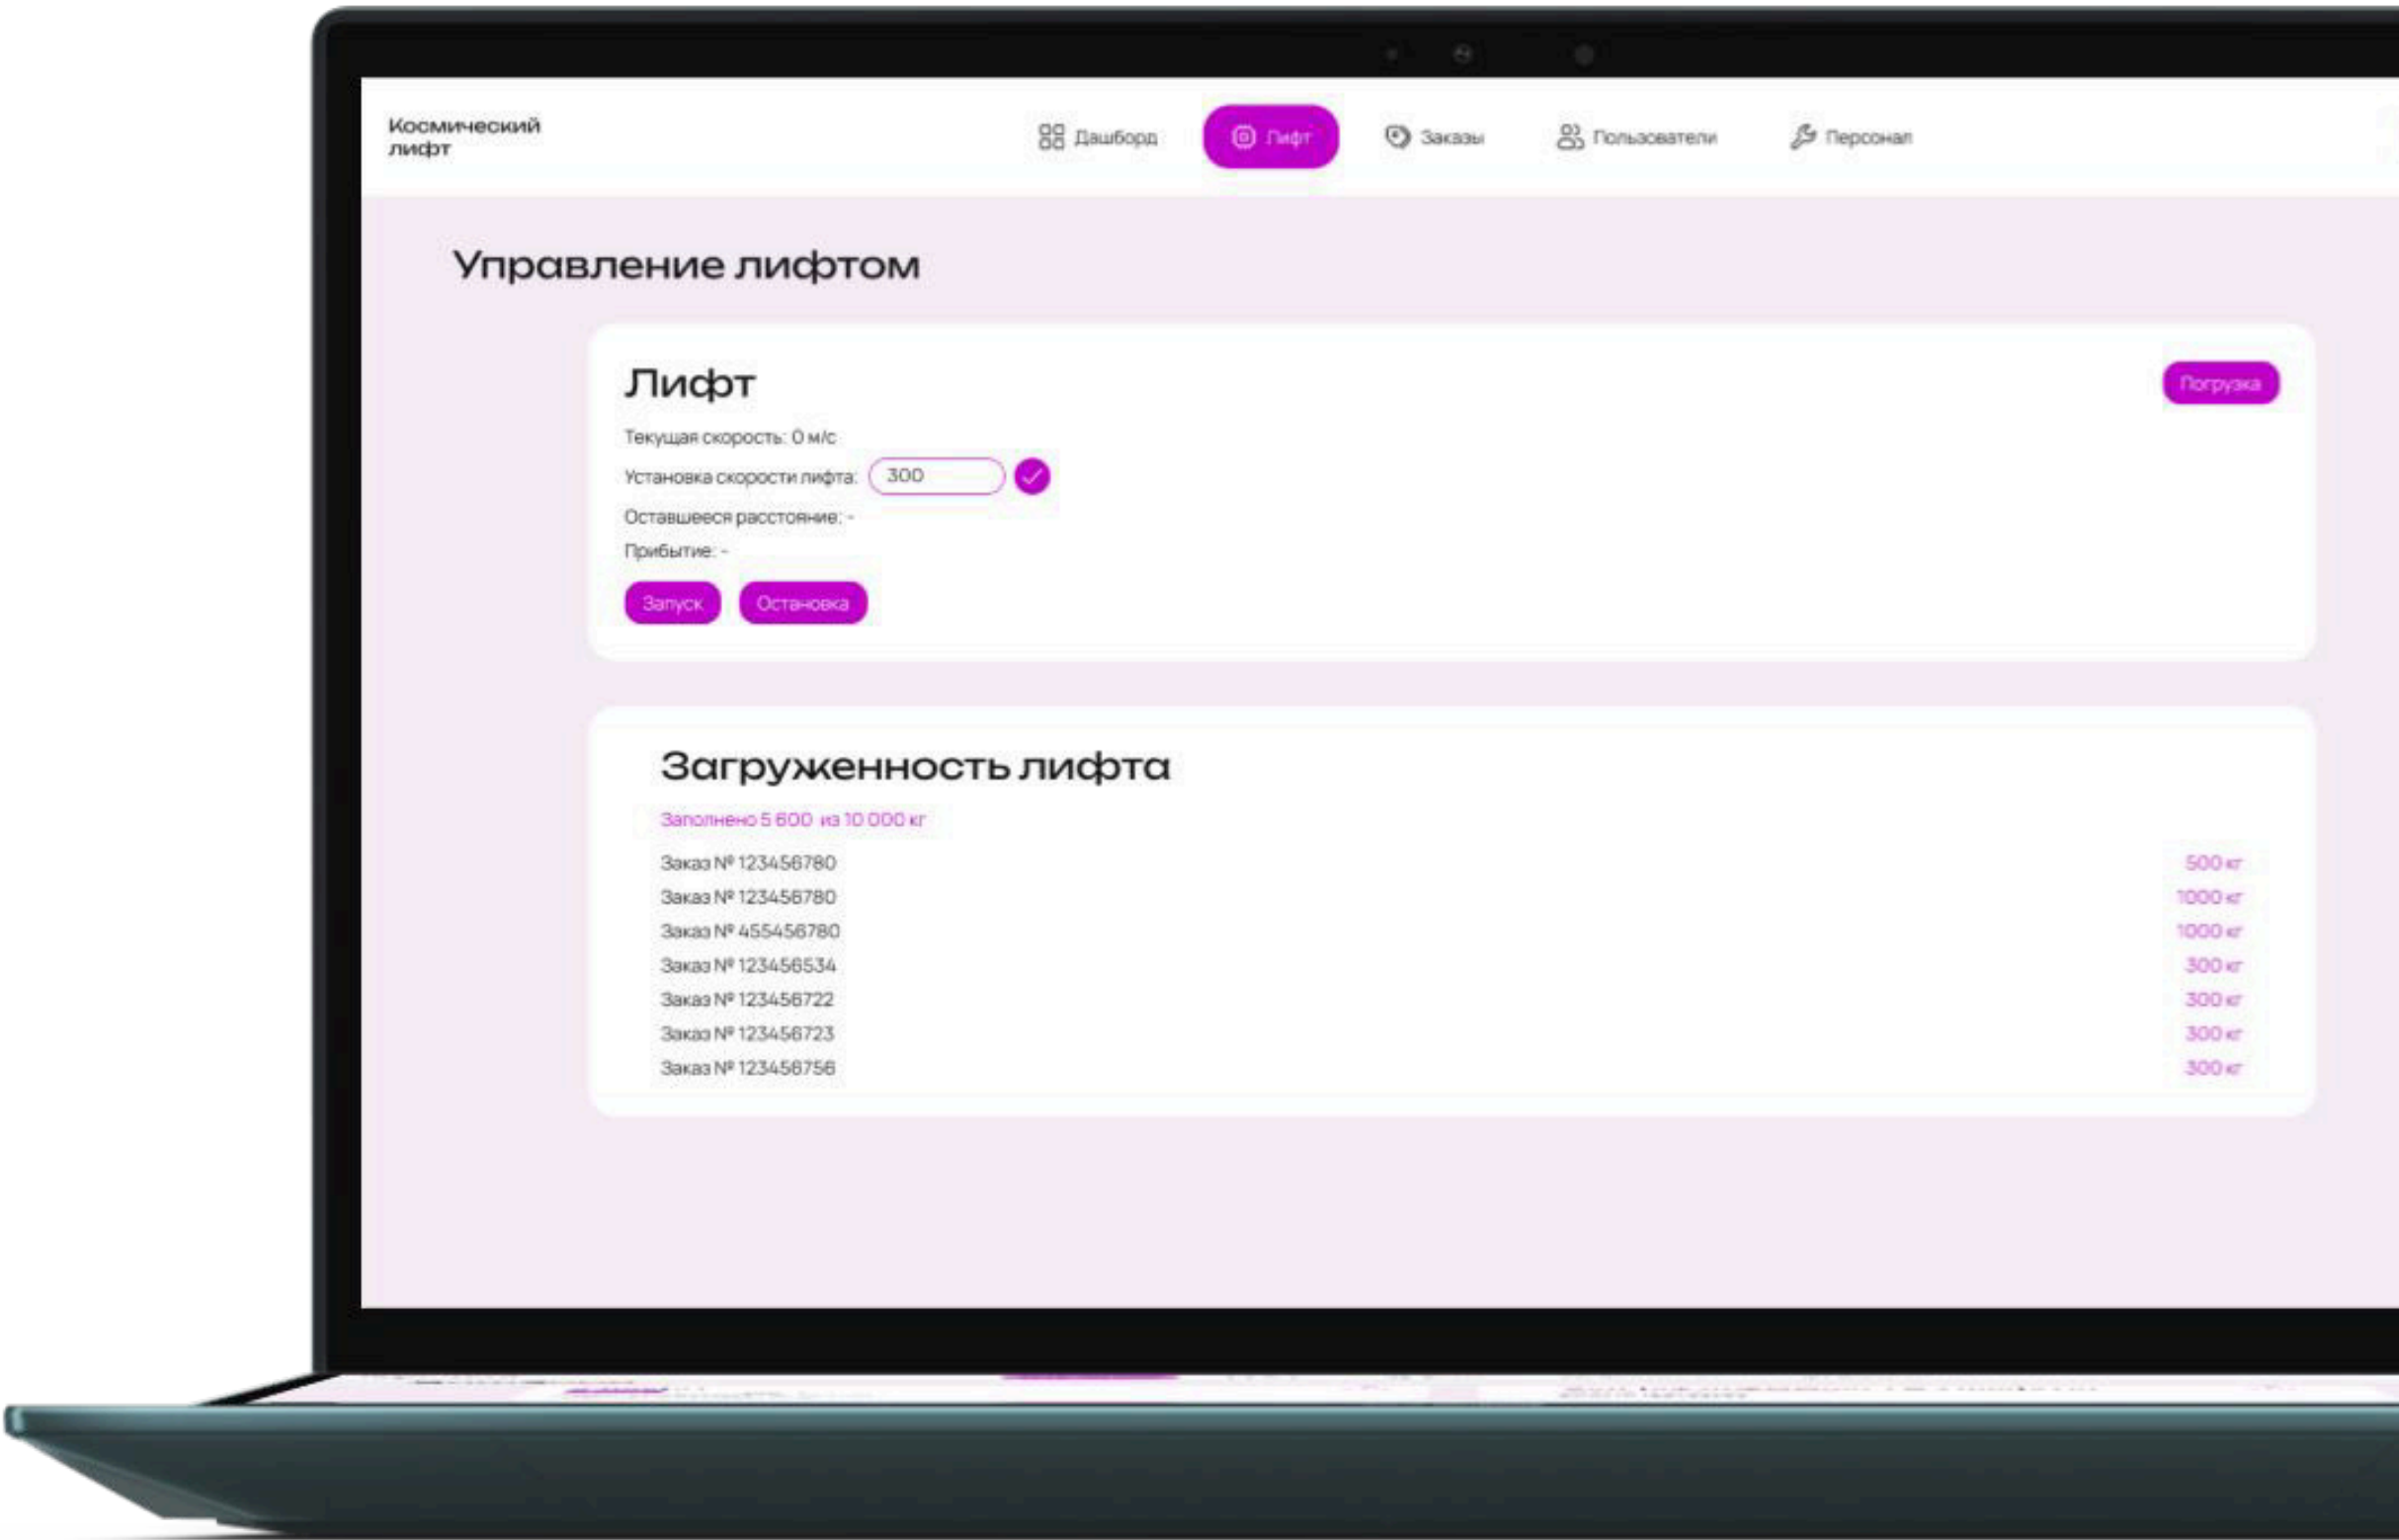 Космический
лифт
Дашборд
Лифт
Заказы
Пользователи
Персонал
Управление лифтом
Лифт
Погрузка
Текущая скорость: 0 м/с
Установка скорости лифта: 300
Оставшееся расстояние: -
Прибытие: -
Запуск Остановка
Загруженность лифта
Заполнено 5 600 из 10 000 кг
Заказ № 123456780 500 кг
Заказ № 123456780 1000 кг
Заказ № 455456780 1000 кг
Заказ № 123456534 300 кг
Заказ № 123456722 300 кг
Заказ № 123456723 300 кг
Заказ № 123456756 300 кг